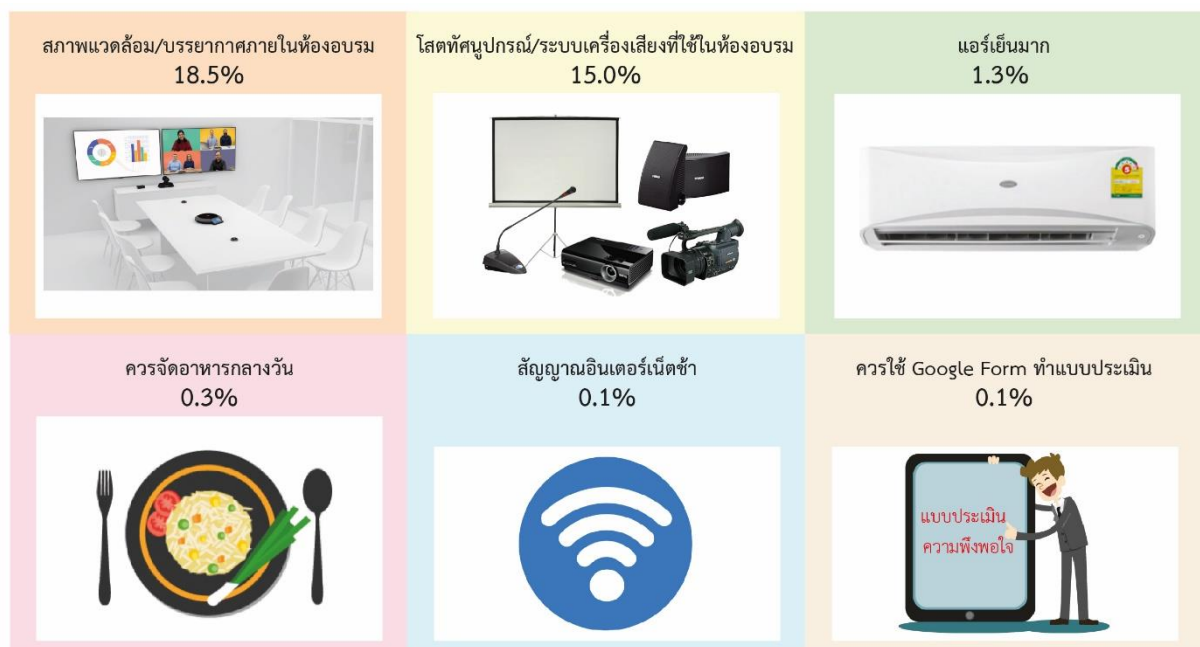 สภาพแวดล้อม/บรรยากาศภายในห้องอบรม
18.5%
โสตทัศนูปกรณ์/ระบบเครื่องเสียงที่ใช้ในห้องอบรม
15.0%
แอร์เย็นมาก
1.3%
ควรจัดอาหารกลางวัน
0.3%
สัญญาณอินเตอร์เน็ตช้า
0.1%
ควรใช้ Google Form ทำแบบประเมิน
0.1%
แบบประเมิน
ความพึงพอใจ